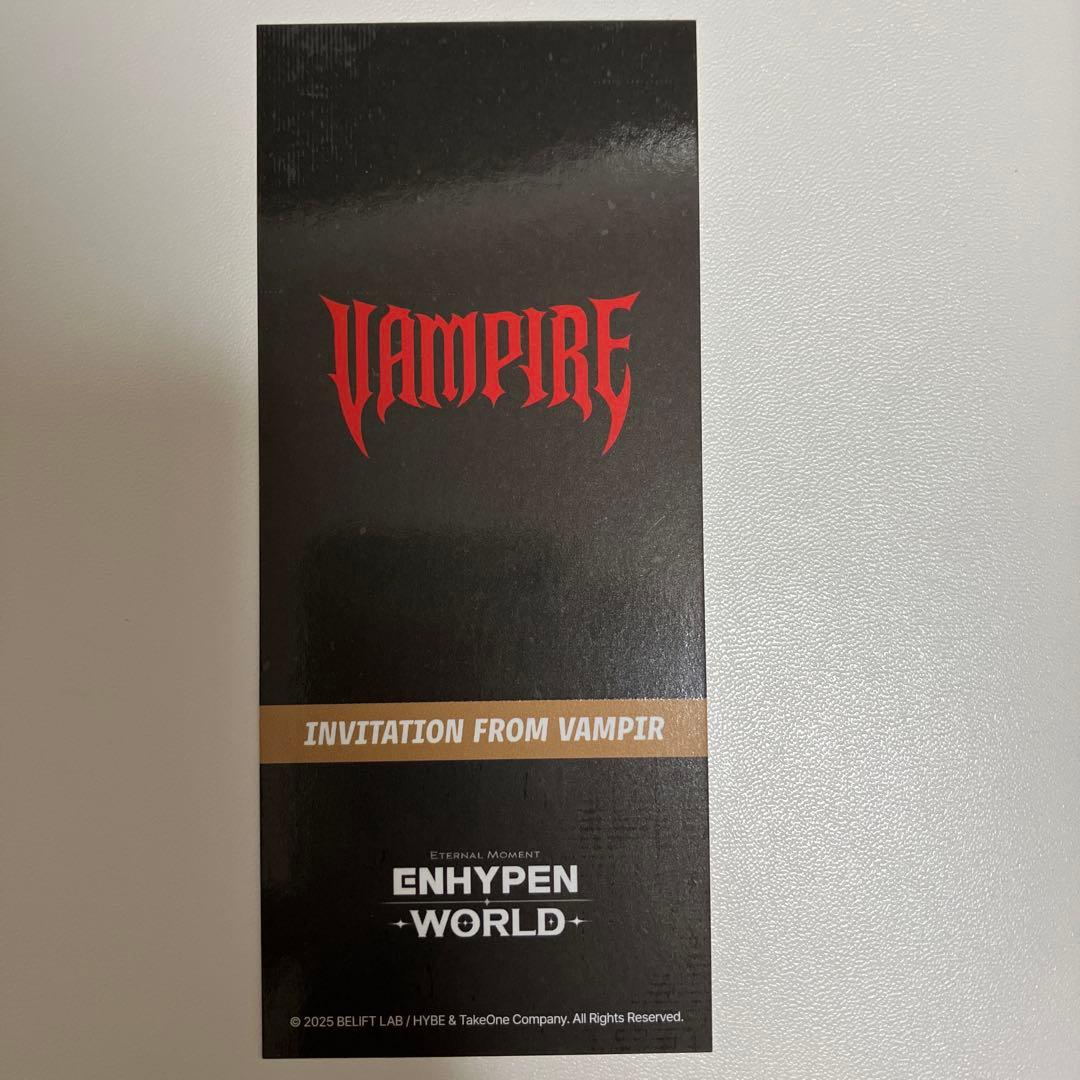 VAMPIRE
INVITATION FROM VAMPIR
ETERNAL MOMENT
ENHYPEN
WORLD
© 2025 BELIFT LAB / HYBE & TakeOne Company. All Rights Reserved.